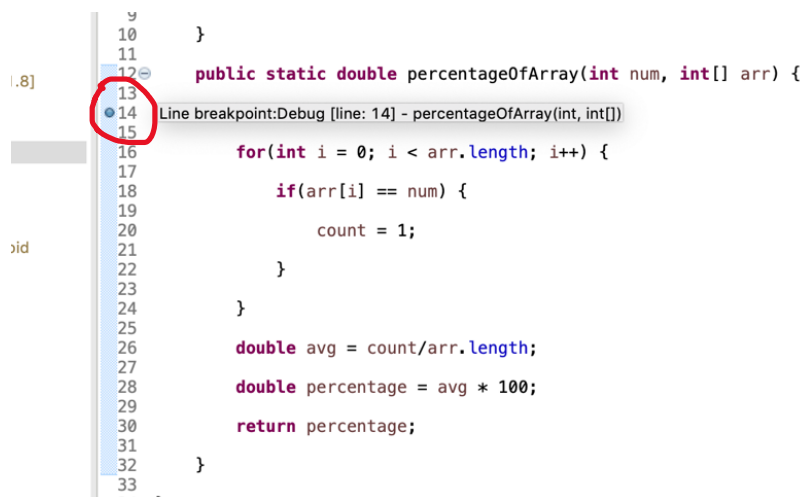 9
10 }
11
.8] 12 public static double percentageOfArray(int num, int[] arr) {
13
14 Line breakpoint:Debug [line: 14] - percentageOfArray(int, int[])
15
16 for(int i = 0; i < arr.length; i++) {
17
18 if(arr[i] == num) {
19
20 count = 1;
oid 21
22 }
23
24 }
25
26 double avg = count/arr.length;
27
28 double percentage = avg * 100;
29
30 return percentage;
31
32 }
33